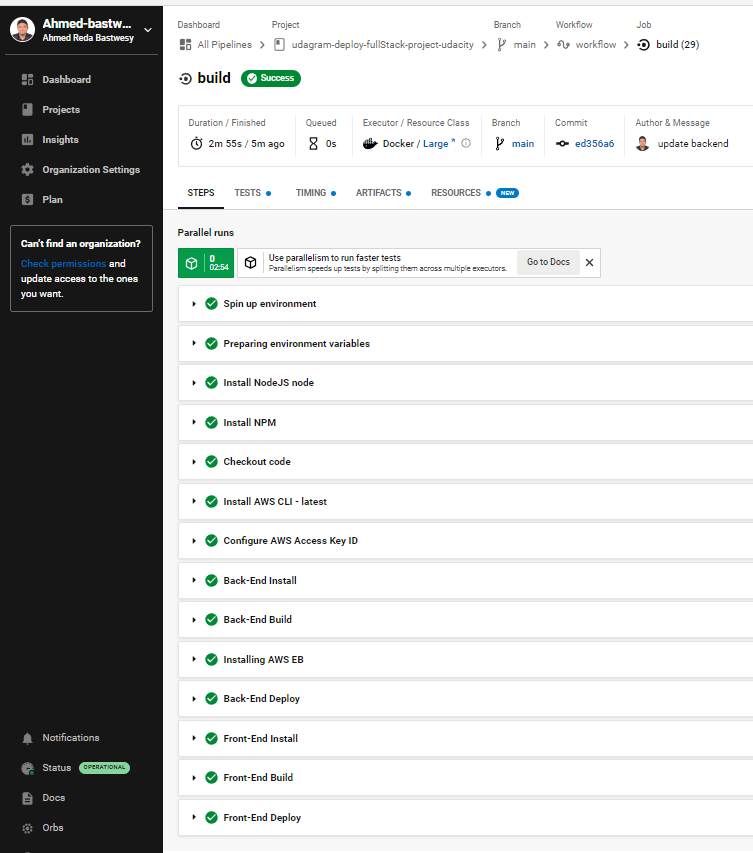 Ahmed-bastw...
Ahmed Reda Bastwesy
Dashboard
Projects
Insights
Organization Settings
Plan
Can't find an organization?
Check permissions and
update access to the ones
you want.
Notifications
Status OPERATIONAL
Docs
Orbs
Dashboard Project Branch Workflow Job
All Pipelines udagram-deploy-fullStack-project-udacity main workflow build (29)
build Success
Duration / Finished Queued Executor / Resource Class Branch Commit Author & Message
2m 55s / 5m ago 0s Docker / Large * main ed356a6 update backend
STEPS TESTS TIMING ARTIFACTS RESOURCES NEW
Parallel runs
0
02:54
Use parallelism to run faster tests
Parallelism speeds up tests by splitting them across multiple executors.
Go to Docs
Spin up environment
Preparing environment variables
Install NodeJS node
Install NPM
Checkout code
Install AWS CLI - latest
Configure AWS Access Key ID
Back-End Install
Back-End Build
Installing AWS EB
Back-End Deploy
Front-End Install
Front-End Build
Front-End Deploy